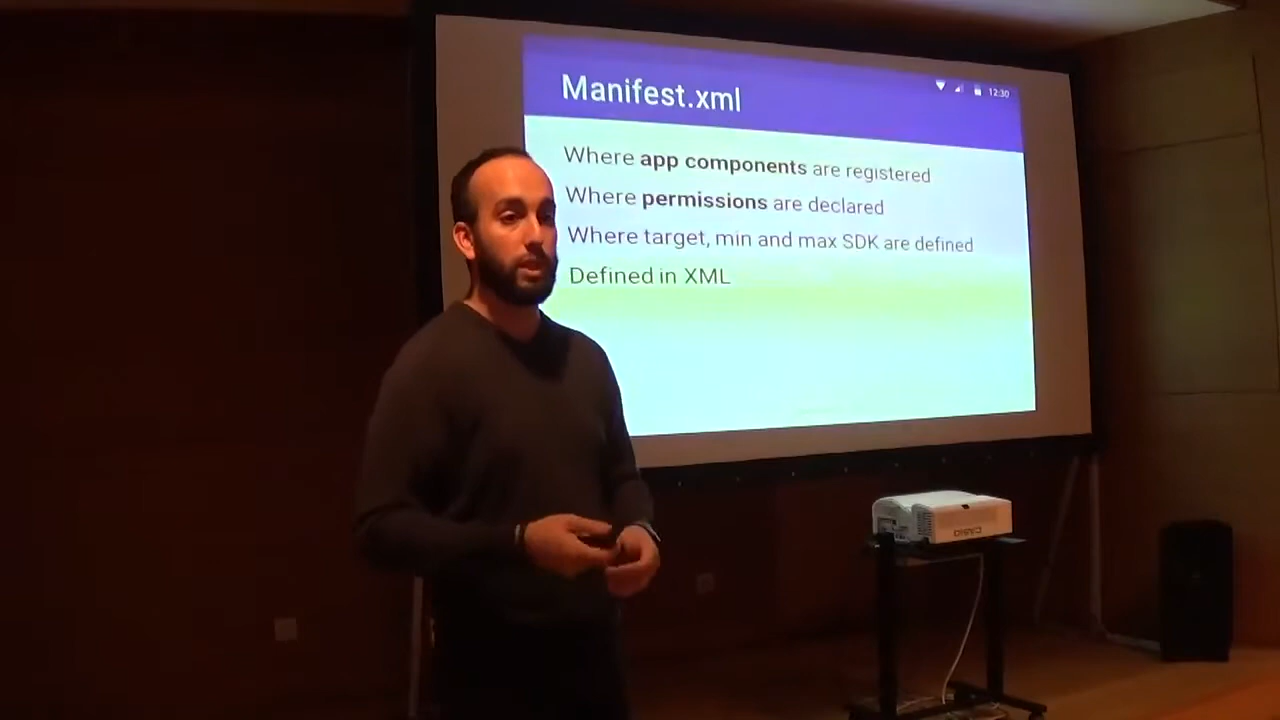 Manifest.xml
12:30
Where app components are registered
Where permissions are declared
Where target, min and max SDK are defined
Defined in XML
CASIO